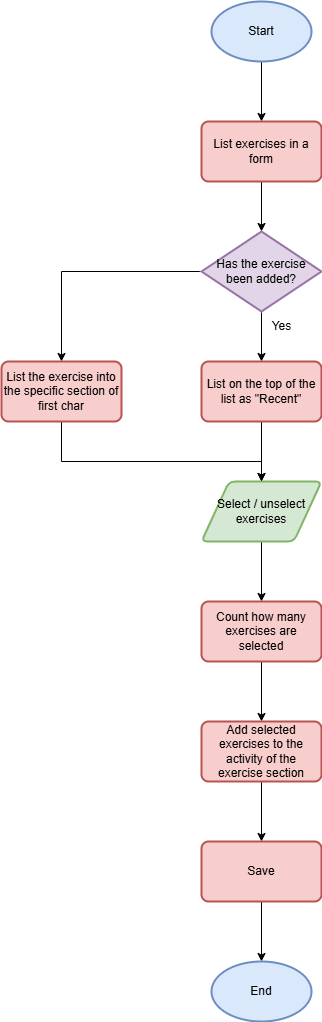 Start
List exercises in a
form
Has the exercise
been added?
Yes
List the exercise into
the specific section of
first char
List on the top of the
list as "Recent"
Select / unselect
exercises
Count how many
exercises are
selected
Add selected
exercises to the
activity of the
exercise section
Save
End